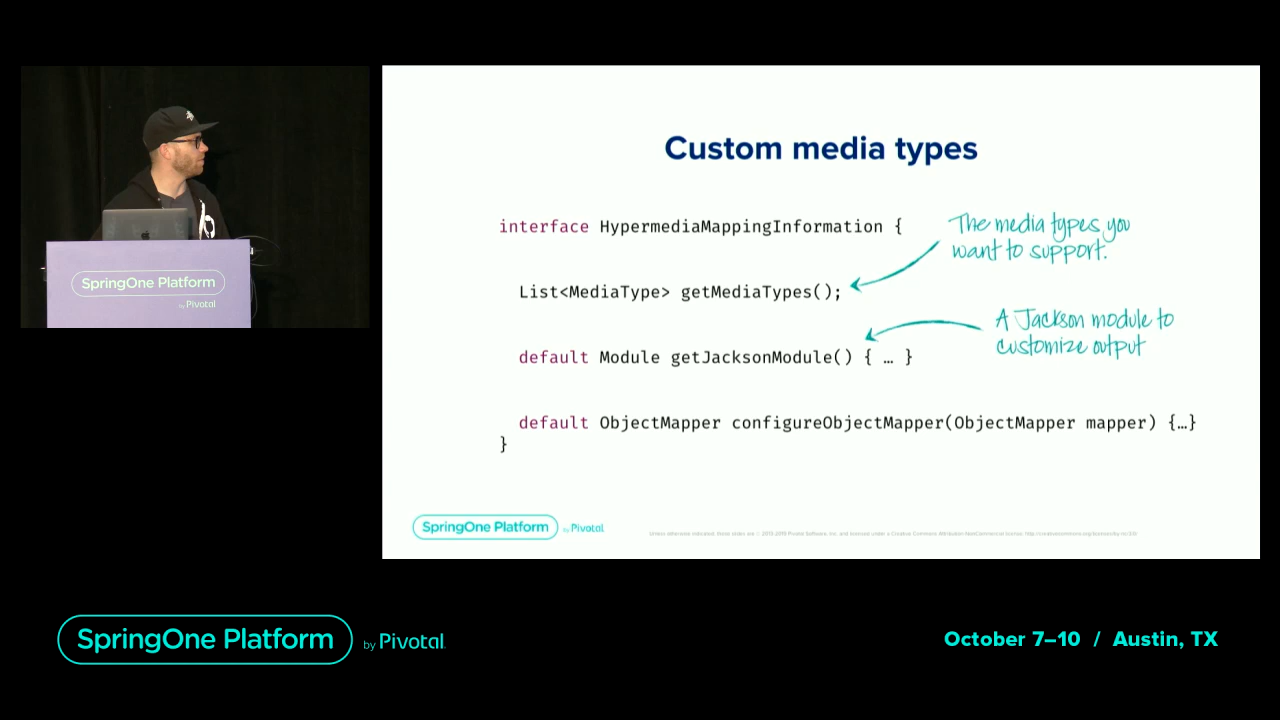 Custom media types
interface HypermediaMappingInformation {
The media types you
want to support.
List<MediaType> getMediaTypes();
A Jackson module to
customize output
default Module getJacksonModule() { … }
default ObjectMapper configureObjectMapper(ObjectMapper mapper) {…}
}
SpringOne Platform
by Pivotal
SpringOne Platform by Pivotal
SpringOne Platform by Pivotal
October 7–10 / Austin, TX